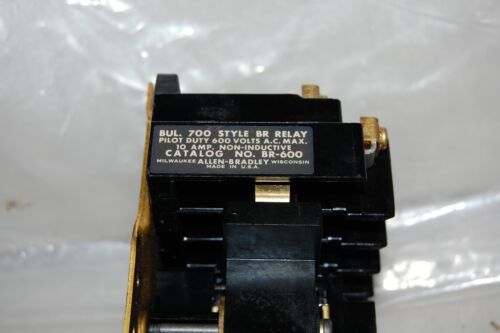 BUL. 700 STYLE BR RELAY
PILOT DUTY 600 VOLTS A.C. MAX.
10 AMP. NON-INDUCTIVE
CATALOG NO. BR-600
MILWAUKEE ALLEN-BRADLEY WISCONSIN
MADE IN U.S.A.